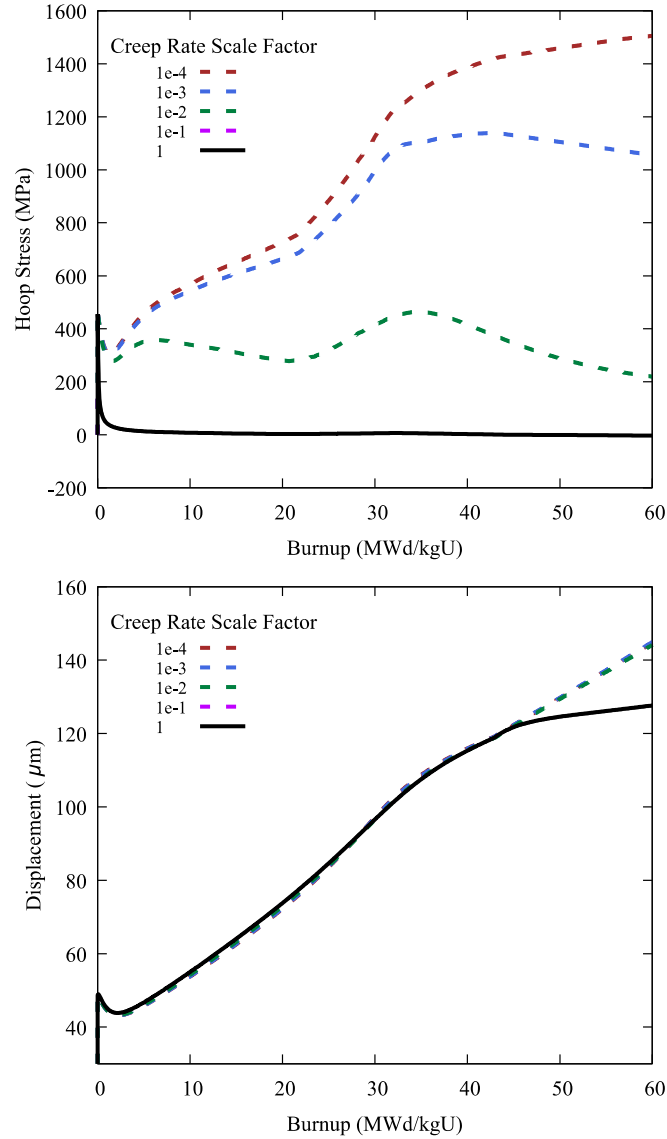 1600
1400
1200
1000
800
600
400
200
0
-200
Hoop Stress (MPa)
Creep Rate Scale Factor
1e-4
1e-3
1e-2
1e-1
1
0 10 20 30 40 50 60
Burnup (MWd/kgU)
160
140
120
100
80
60
40
Displacement ( μm)
Creep Rate Scale Factor
1e-4
1e-3
1e-2
1e-1
1
0 10 20 30 40 50 60
Burnup (MWd/kgU)